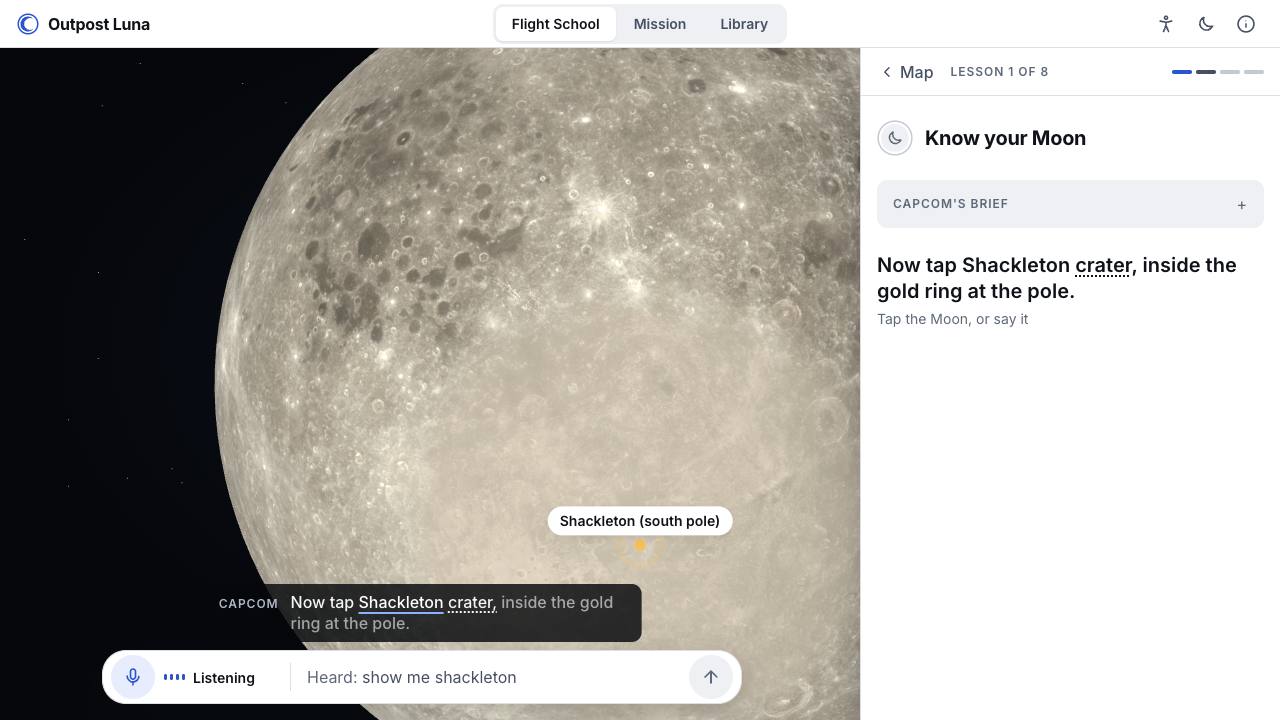 Outpost Luna
Flight School
Mission
Library
Map
LESSON 1 OF 8
Know your Moon
CAPCOM'S BRIEF
+
Now tap Shackleton crater, inside the
gold ring at the pole.
Tap the Moon, or say it
Shackleton (south pole)
CAPCOM
Now tap Shackleton crater, inside the gold
ring at the pole.
Listening
Heard: show me shackleton